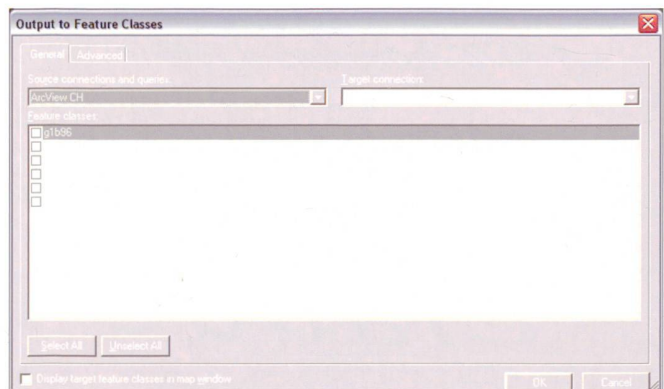 Output to Feature Classes
General Advanced
Source connections and queries: Target connection:
ArcView CH
Feature classes:
g1b96
Select All Unselect All
Display target feature classes in map window
OK Cancel